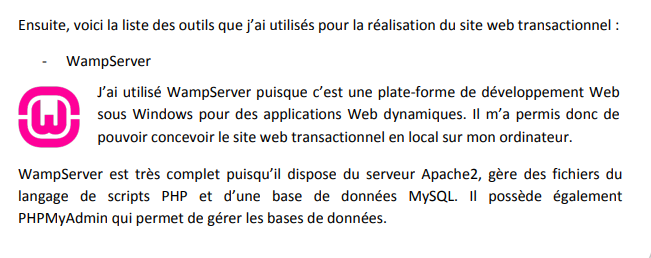 Ensuite, voici la liste des outils que j'ai utilisés pour la réalisation du site web transactionnel :
- WampServer
J'ai utilisé WampServer puisque c'est une plate-forme de développement Web
sous Windows pour des applications Web dynamiques. Il m'a permis donc de
pouvoir concevoir le site web transactionnel en local sur mon ordinateur.
WampServer est très complet puisqu'il dispose du serveur Apache2, gère des fichiers du
langage de scripts PHP et d'une base de données MySQL. Il possède également
PHPMyAdmin qui permet de gérer les bases de données.